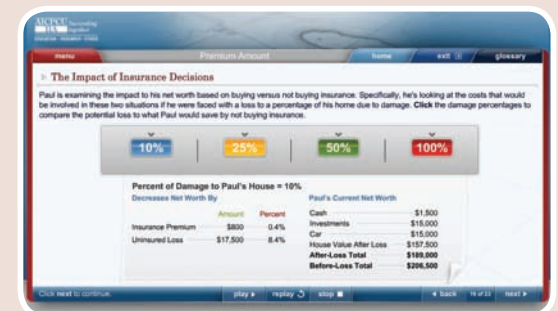 AICPCU
IIA
Succeeding
together
menu
Premium Amount
home
exit
glossary
The Impact of Insurance Decisions
Paul is examining the impact to his net worth based on buying versus not buying insurance. Specifically, he's looking at the costs that would
be involved in these two situations if he were faced with a loss to a percentage of his home due to damage. Click the damage percentages to
compare the potential loss to what Paul would save by not buying insurance.
10% 25% 50% 100%
Percent of Damage to Paul's House = 10%
Decreases Net Worth By
Amount Percent
Insurance Premium $800 0.4%
Uninsured Loss $17,500 8.4%
Paul's Current Net Worth
Cash $1,500
Investments $15,000
Car $15,000
House Value After Loss $157,500
After-Loss Total $189,000
Before-Loss Total $206,500
Click next to continue.
play
replay
stop
back
19 of 22
next